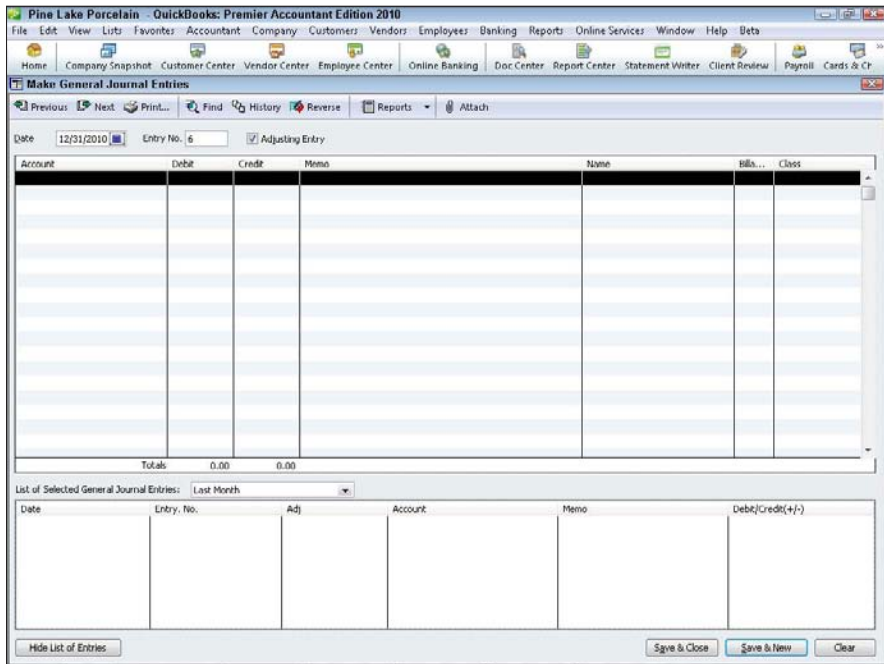 Pine Lake Porcelain - QuickBooks: Premier Accountant Edition 2010
File Edit View Lists Favorites Accountant Company Customers Vendors Employees Banking Reports Online Services Window Help Beta
Home Company Snapshot Customer Center Vendor Center Employee Center Online Banking Doc Center Report Center Statement Writer Client Review Payroll Cards & Cr
Make General Journal Entries
Previous Next Print... Find History Reverse Reports Attach
Date 12/31/2010 Entry No. 6 Adjusting Entry
Account Debit Credit Memo Name Billa... Class
Totals 0.00 0.00
List of Selected General Journal Entries: Last Month
Date Entry. No. Adj Account Memo Debit/Credit(+/-)
Hide List of Entries Save & Close Save & New Clear